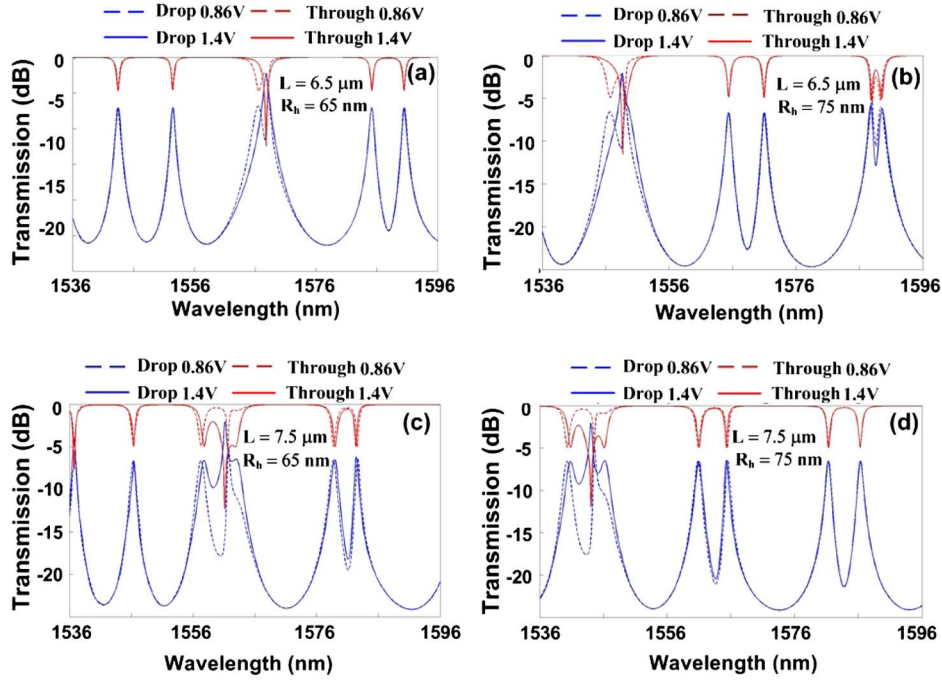 Drop 0.86V Through 0.86V
Drop 1.4V Through 1.4V
(a)
L = 6.5 μm
Rh = 65 nm
Transmission (dB)
0
-5
-10
-15
-20
1536 1556 1576 1596
Wavelength (nm)
Drop 0.86V Through 0.86V
Drop 1.4V Through 1.4V
(b)
L = 6.5 μm
Rh = 75 nm
Transmission (dB)
0
-5
-10
-15
-20
1536 1556 1576 1596
Wavelength (nm)
Drop 0.86V Through 0.86V
Drop 1.4V Through 1.4V
(c)
L = 7.5 μm
Rh = 65 nm
Transmission (dB)
0
-5
-10
-15
-20
1536 1556 1576 1596
Wavelength (nm)
Drop 0.86V Through 0.86V
Drop 1.4V Through 1.4V
(d)
L = 7.5 μm
Rh = 75 nm
Transmission (dB)
0
-5
-10
-15
-20
1536 1556 1576 1596
Wavelength (nm)